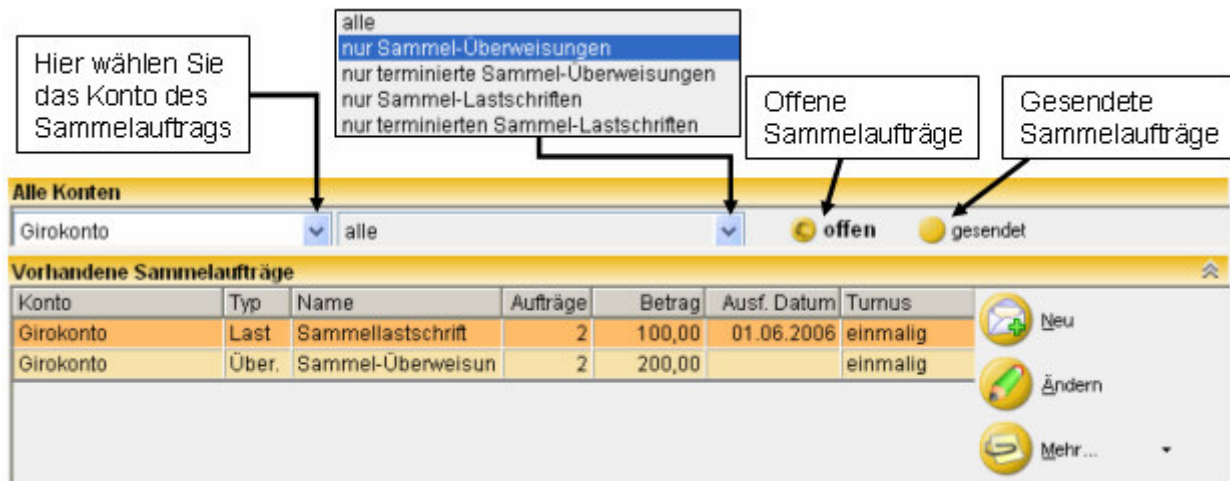 alle
nur Sammel-Überweisungen
nur terminierte Sammel-Überweisungen
nur Sammel-Lastschriften
nur terminierten Sammel-Lastschriften
Hier wählen Sie
das Konto des
Sammelauftrags
Offene
Sammelaufträge
Gesendete
Sammelaufträge
Alle Konten
Girokonto alle offen gesendet
Vorhandene Sammelaufträge
Konto Typ Name Aufträge Betrag Ausf. Datum Turnus
Girokonto Last Sammellastschrift 2 100,00 01.06.2006 einmalig
Girokonto Über. Sammel-Überweisun 2 200,00 einmalig
Neu
Ändern
Mehr...